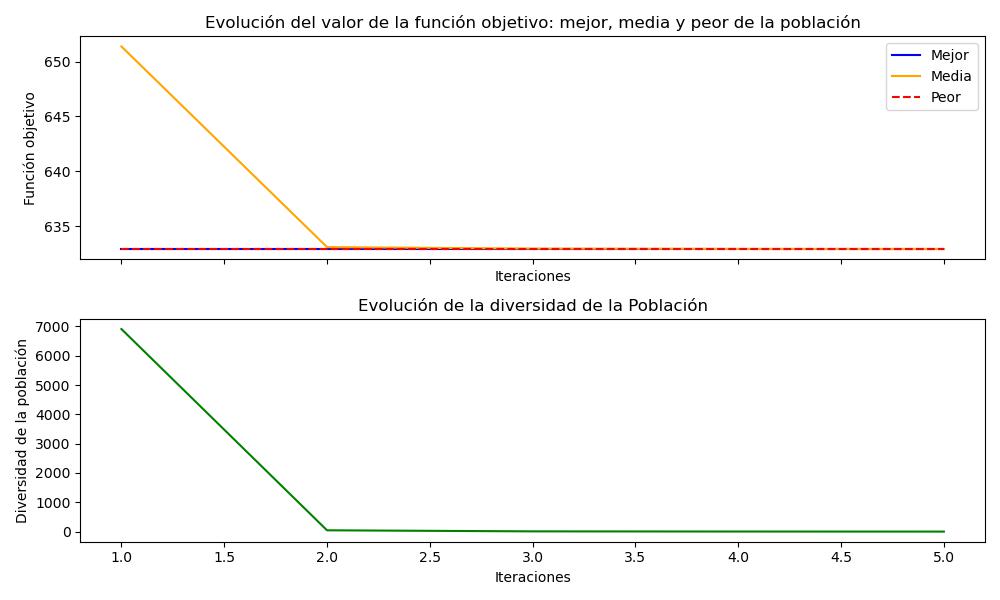 Evolución del valor de la función objetivo: mejor, media y peor de la población
650
645
640
635
Función objetivo
Mejor
Media
Peor
Iteraciones
Evolución de la diversidad de la Población
7000
6000
5000
4000
3000
2000
1000
0
Diversidad de la población
1.0 1.5 2.0 2.5 3.0 3.5 4.0 4.5 5.0
Iteraciones